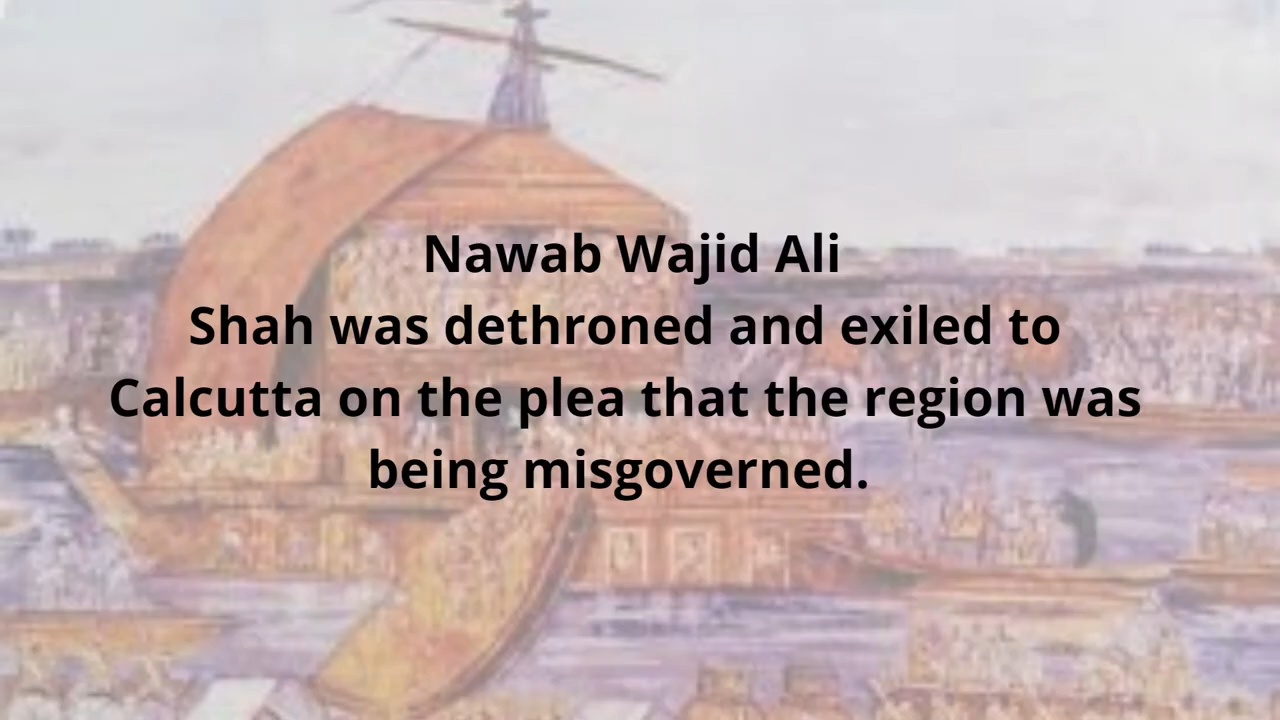 Nawab Wajid Ali
Shah was dethroned and exiled to
Calcutta on the plea that the region was
being misgoverned.